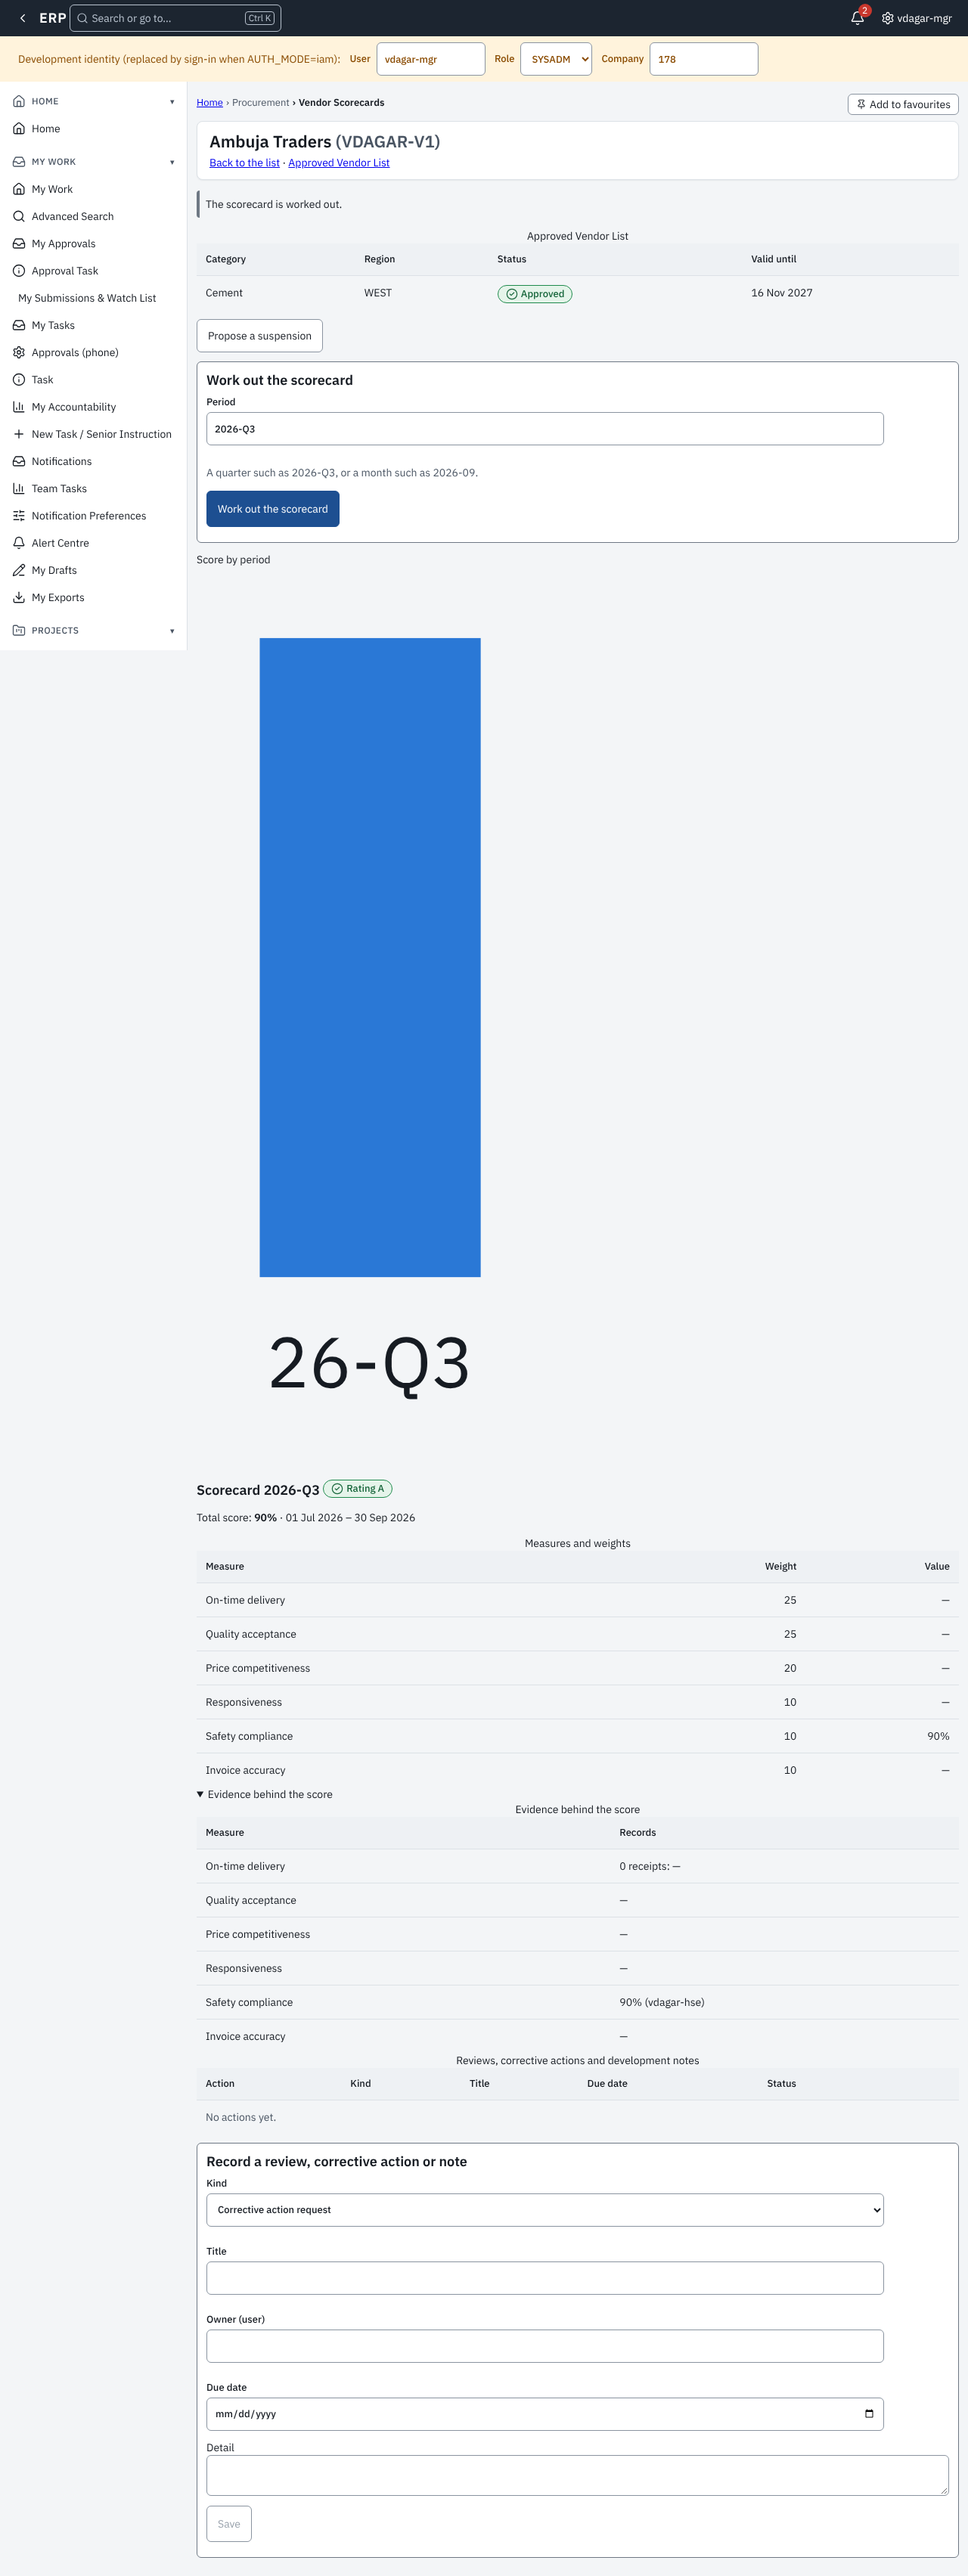 ERP Search or go to... Ctrl K 2 vdagar-mgr
Development identity (replaced by sign-in when AUTH_MODE=iam): User vdagar-mgr Role SYSADM Company 178
HOME
Home
MY WORK
My Work
Advanced Search
My Approvals
Approval Task
My Submissions & Watch List
My Tasks
Approvals (phone)
Task
My Accountability
New Task / Senior Instruction
Notifications
Team Tasks
Notification Preferences
Alert Centre
My Drafts
My Exports
PROJECTS
Home › Procurement › Vendor Scorecards
Add to favourites
Ambuja Traders (VDAGAR-V1)
Back to the list · Approved Vendor List
The scorecard is worked out.
Approved Vendor List
Category Region Status Valid until
Cement WEST Approved 16 Nov 2027
Propose a suspension
Work out the scorecard
Period
2026-Q3
A quarter such as 2026-Q3, or a month such as 2026-09.
Work out the scorecard
Score by period
26-Q3
Scorecard 2026-Q3 Rating A
Total score: 90% · 01 Jul 2026 – 30 Sep 2026
Measures and weights
Measure Weight Value
On-time delivery 25 —
Quality acceptance 25 —
Price competitiveness 20 —
Responsiveness 10 —
Safety compliance 10 90%
Invoice accuracy 10 —
Evidence behind the score
Evidence behind the score
Measure Records
On-time delivery 0 receipts: —
Quality acceptance —
Price competitiveness —
Responsiveness —
Safety compliance 90% (vdagar-hse)
Invoice accuracy —
Reviews, corrective actions and development notes
Action Kind Title Due date Status
No actions yet.
Record a review, corrective action or note
Kind
Corrective action request
Title
Owner (user)
Due date
mm/dd/yyyy
Detail
Save